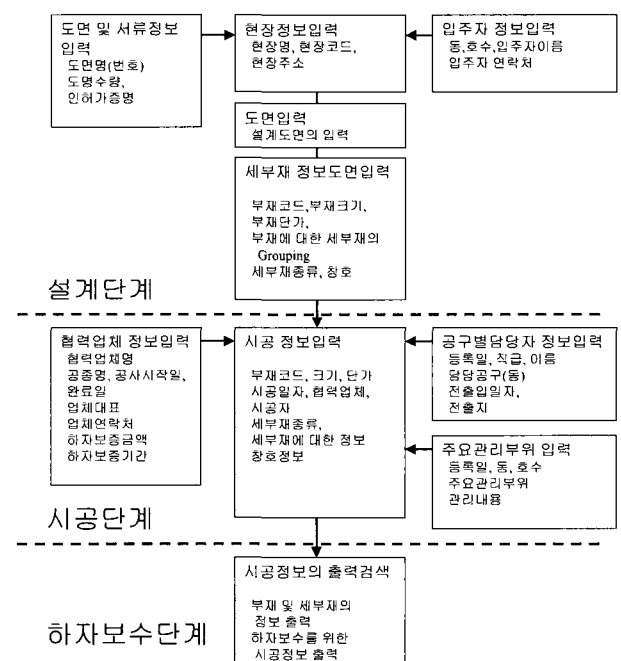 도면 및 서류정보
입력
도면명(번호)
도명수량,
인허가증명
현장정보입력
현장명, 현장코드,
현장주소
입주자 정보입력
동,호수,입주자이름
압주자 연락처
도면입력
설계도면의 입력
세부재 정보도면입력
부재코드,부재크기,
부재단가,
부재에 대한 세부재의
Grouping
세부재종류, 창호
설계단계
협력업체 정보입력
협력업체명
공종명, 공사시작일,
완료일
업체대표
업체연락처
하자보증금액
하자보증기간
시공 정보입력
부재코드, 크기, 단가
시공일자, 협력업체,
시공자
세부재종류,
세부재에 대한 정보
창호정보
공구별담당자 정보입력
등록일, 직급, 이름
담당공구(동)
전출입일자,
전출지
주요관리부위 입력
등록일, 동, 호수
주요관리부위
관리내용
시공단계
시공정보의 출력검색
부재 및 세부재의
정보 출력
하자보수를 위한
시공정보 출력
하자보수단계